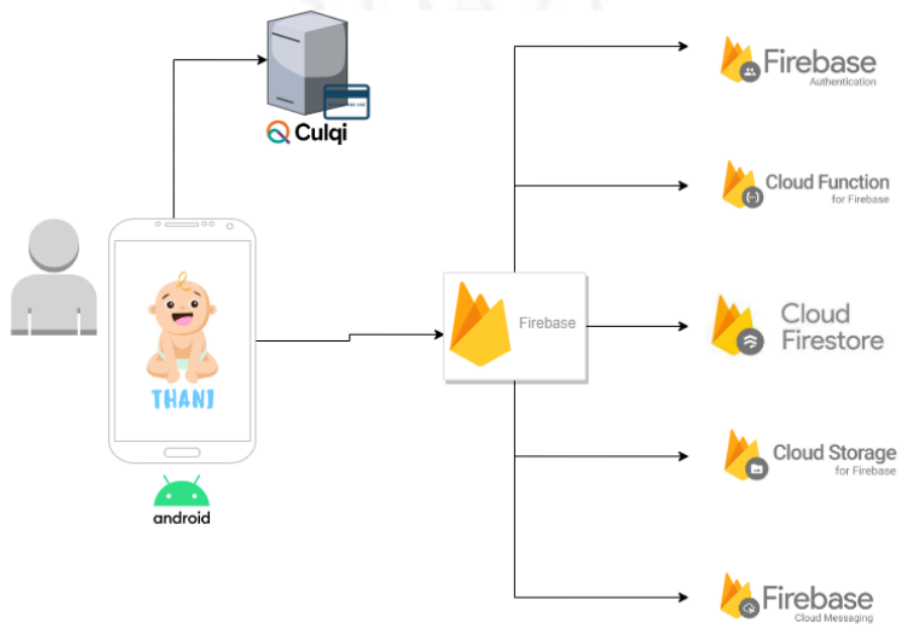 Culqi
THANI
android
Firebase
Firebase
Authentication
Cloud Function
for Firebase
Cloud
Firestore
Cloud Storage
for Firebase
Firebase
Cloud Messaging